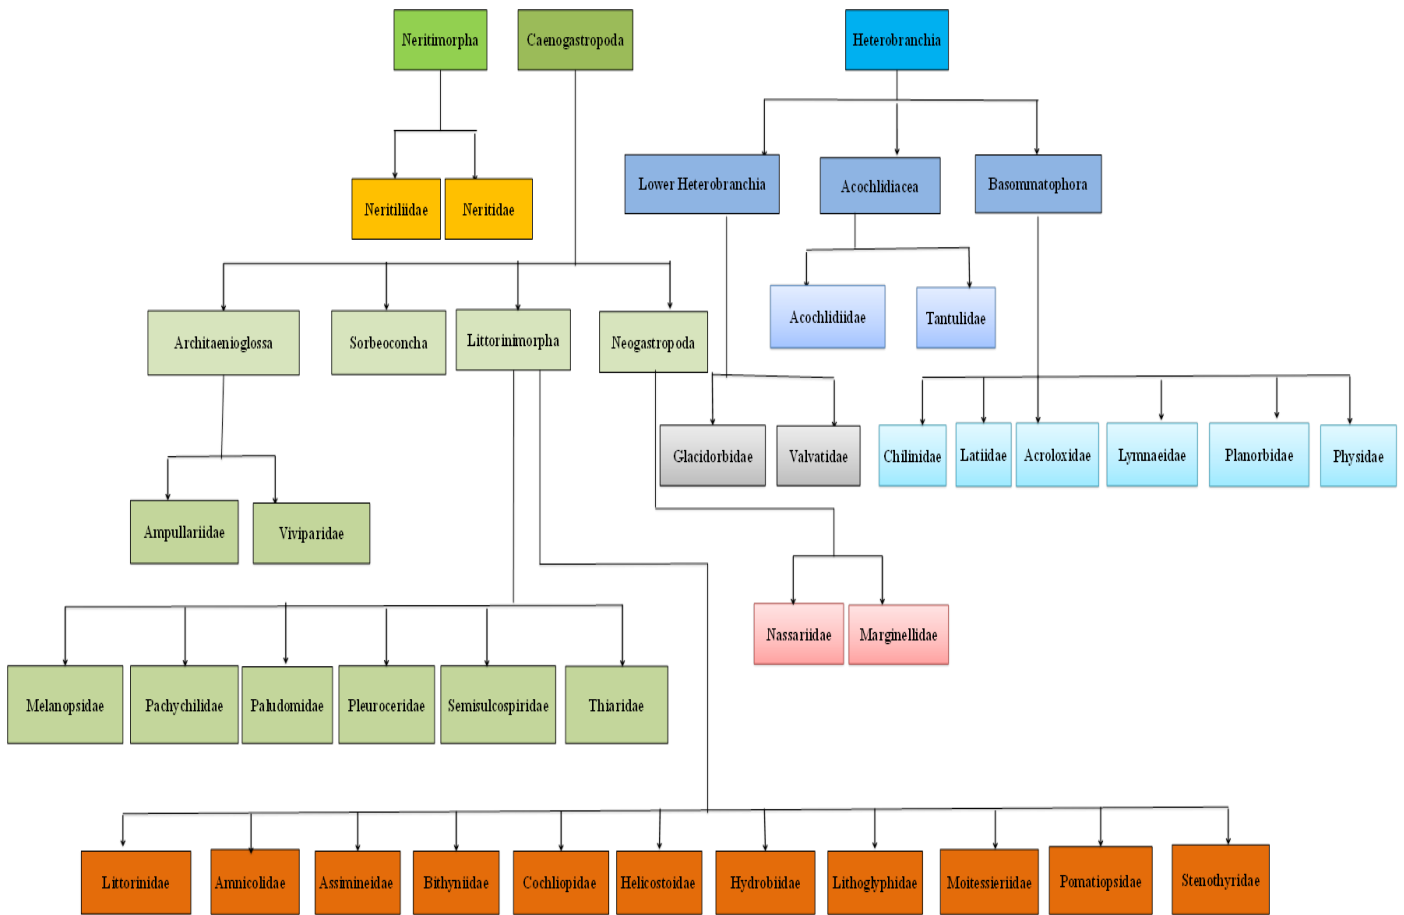 Neritimorpha
Caenogastropoda
Heterobranchia
Lower Heterobranchia
Acochlidiacea
Basommatophora
Neritiliidae
Neritidae
Acochlidiidae
Tantulidae
Architaenioglossa
Sorbeoconcha
Littorinimorpha
Neogastropoda
Glacidorbidae
Valvatidae
Chilinidae
Latiidae
Acroloxidae
Lymnaeidae
Planorbidae
Physidae
Ampullariidae
Viviparidae
Nassariidae
Marginellidae
Melanopsidae
Pachychilidae
Paludomidae
Pleuroceridae
Semisulcospiridae
Thiaridae
Littorinidae
Amnicolidae
Assimineidae
Bithyniidae
Cochliopidae
Helicostoidae
Hydrobiidae
Lithoglyphidae
Moitessieriidae
Pomatiopsidae
Stenothyridae